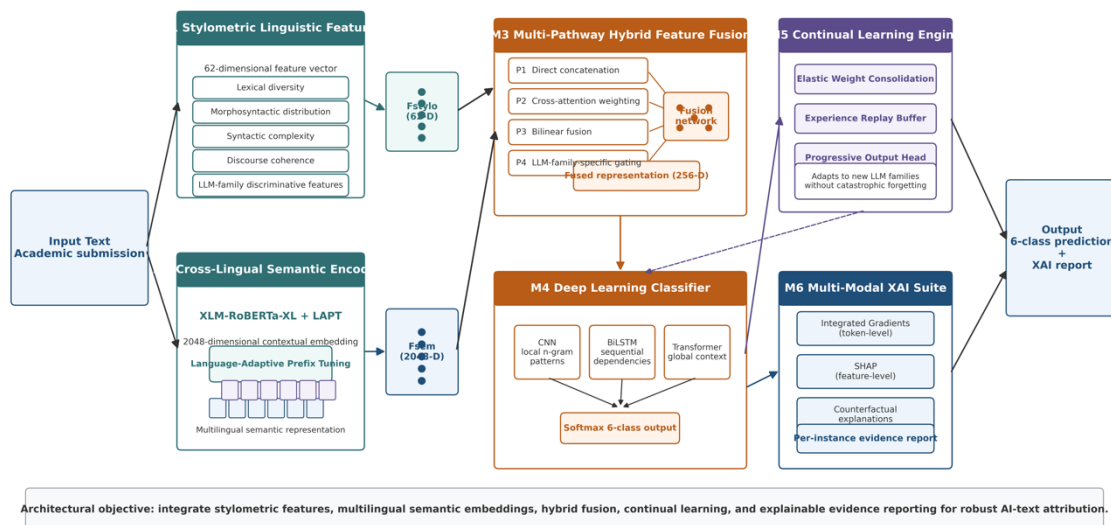 Input Text
Academic submission
1 Stylometric Linguistic Featur
62-dimensional feature vector
Lexical diversity
Morphosyntactic distribution
Syntactic complexity
Discourse coherence
LLM-family discriminative features
Cross-Lingual Semantic Encod
XLM-RoBERTa-XL + LAPT
2048-dimensional contextual embedding
Language-Adaptive Prefix Tuning
Multilingual semantic representation
Fstylo
(62-D)
Fsem
(2048-D)
M3 Multi-Pathway Hybrid Feature Fusion
P1 Direct concatenation
P2 Cross-attention weighting
P3 Bilinear fusion
P4 LLM-family-specific gating
Fusion
network
Fused representation (256-D)
M4 Deep Learning Classifier
CNN
local n-gram
patterns
BiLSTM
sequential
dependencies
Transformer
global context
Softmax 6-class output
M5 Continual Learning Engin
Elastic Weight Consolidation
Experience Replay Buffer
Progressive Output Head
Adapts to new LLM families
without catastrophic forgetting
M6 Multi-Modal XAI Suite
Integrated Gradients
(token-level)
SHAP
(feature-level)
Counterfactual
explanations
Per-instance evidence report
Output
6-class prediction
+
XAI report
Architectural objective: integrate stylometric features, multilingual semantic embeddings, hybrid fusion, continual learning, and explainable evidence reporting for robust AI-text attribution.